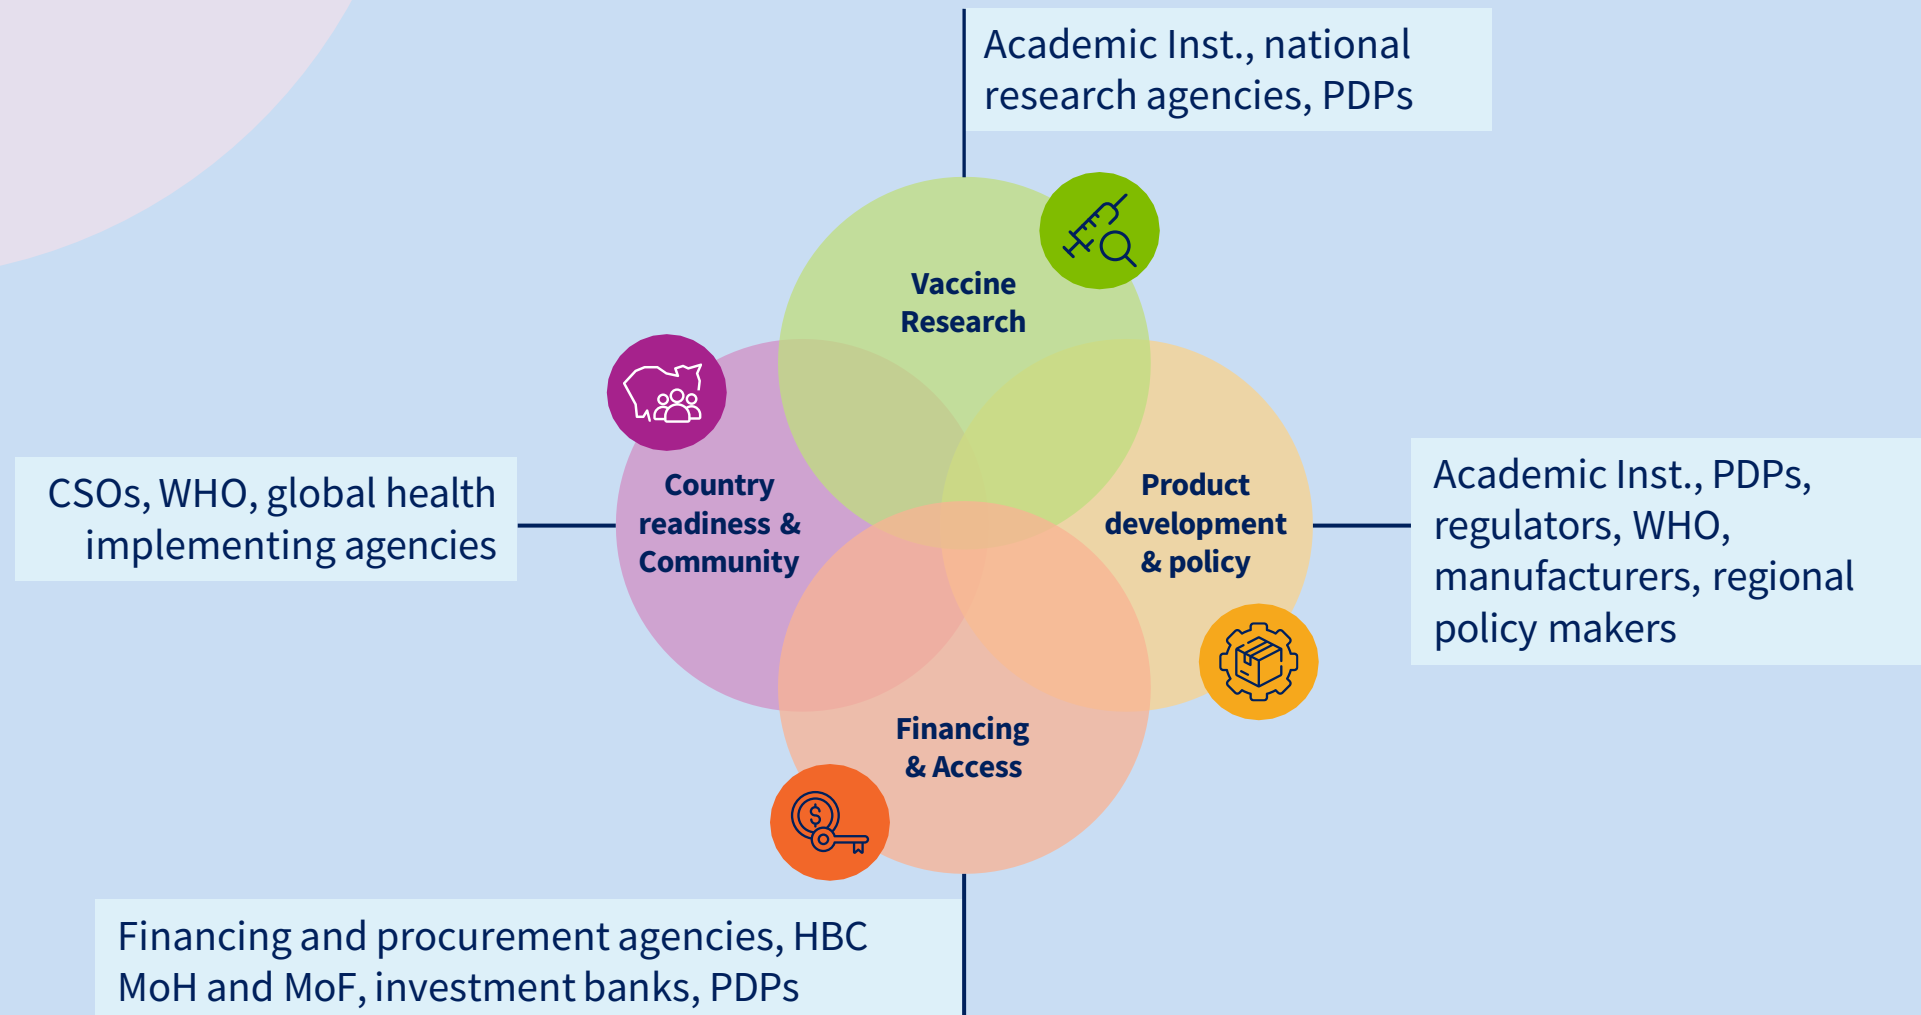 Academic Inst., national
research agencies, PDPs
Vaccine
Research
CSOs, WHO, global health
implementing agencies
Country
readiness &
Community
Product
development
& policy
Academic Inst., PDPs,
regulators, WHO,
manufacturers, regional
policy makers
Financing
& Access
$
Financing and procurement agencies, HBC
MoH and MoF, investment banks, PDPs